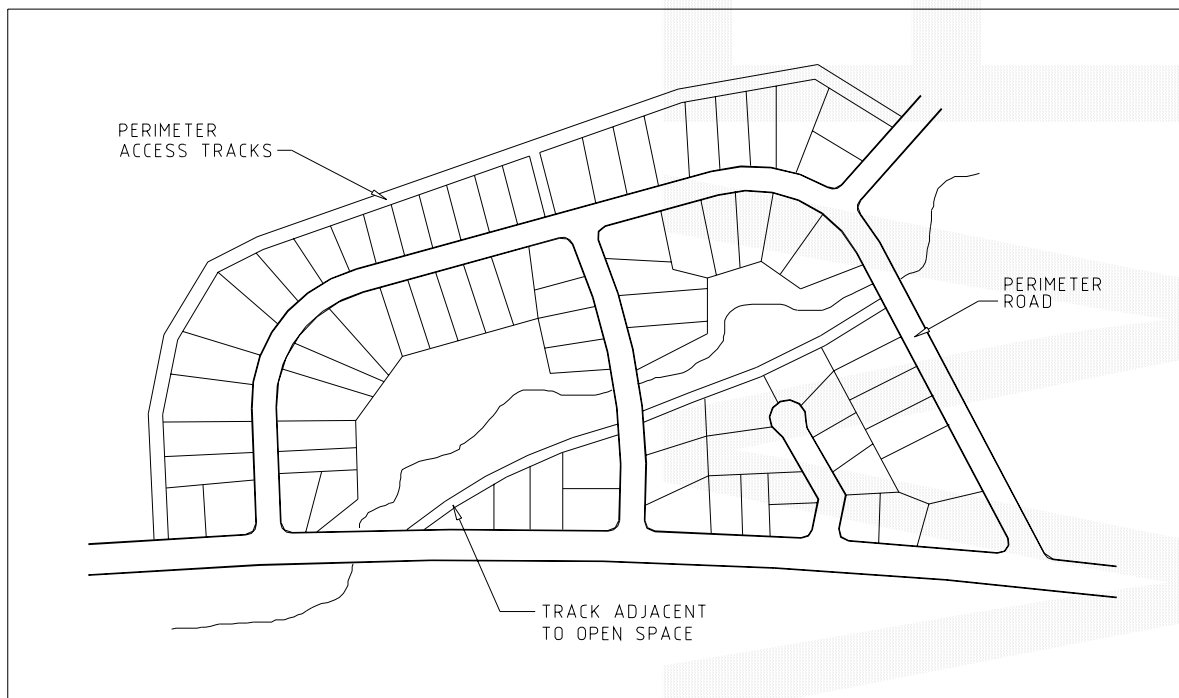 PERIMETER
ACCESS TRACKS
PERIMETER
ROAD
TRACK ADJACENT
TO OPEN SPACE